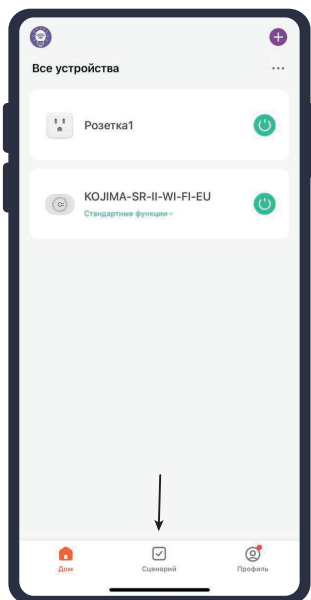 Все устройства
Розетка1
KOJIMA-SR-II-WI-FI-EU
Стандартные функции
Дом
Сценарий
Профиль